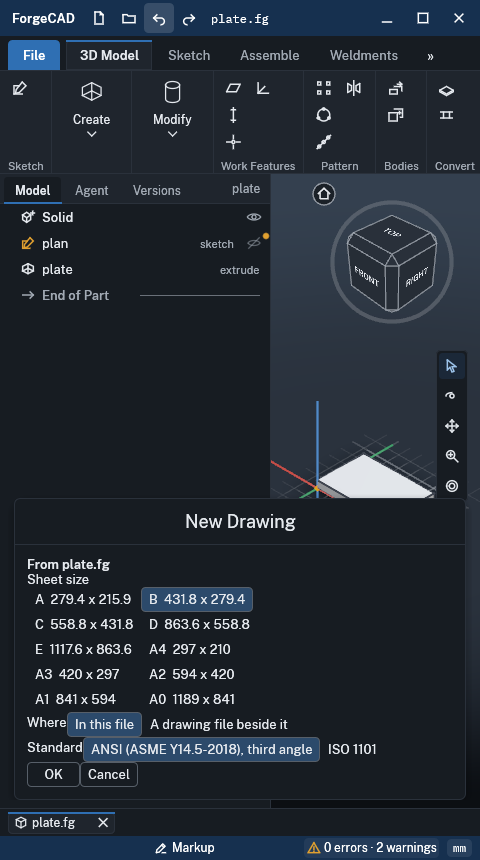 ForgeCAD plate.fg
File 3D Model Sketch Assemble Weldments »
Create Modify
Sketch Work Features Pattern Bodies Convert
Model Agent Versions plate
Solid
plan sketch
plate extrude
End of Part
TOP
FRONT RIGHT
New Drawing
From plate.fg
Sheet size
A 279.4 x 215.9 B 431.8 x 279.4
C 558.8 x 431.8 D 863.6 x 558.8
E 1117.6 x 863.6 A4 297 x 210
A3 420 x 297 A2 594 x 420
A1 841 x 594 A0 1189 x 841
Where In this file A drawing file beside it
Standard ANSI (ASME Y14.5-2018), third angle ISO 1101
OK Cancel
plate.fg
Markup 0 errors · 2 warnings mm